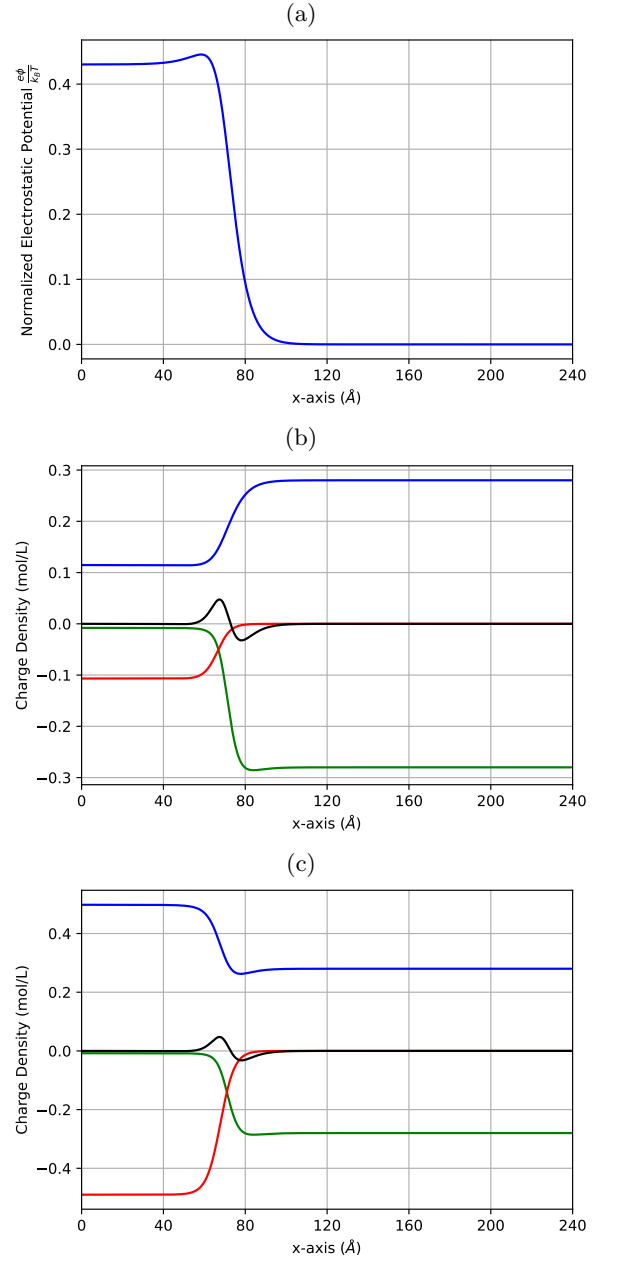 (a)
Normalized Electrostatic Potential eϕ/k_BT
0.4
0.3
0.2
0.1
0.0
0 40 80 120 160 200 240
x-axis (Å)
(b)
Charge Density (mol/L)
0.3
0.2
0.1
0.0
−0.1
−0.2
−0.3
0 40 80 120 160 200 240
x-axis (Å)
(c)
Charge Density (mol/L)
0.4
0.2
0.0
−0.2
−0.4
0 40 80 120 160 200 240
x-axis (Å)